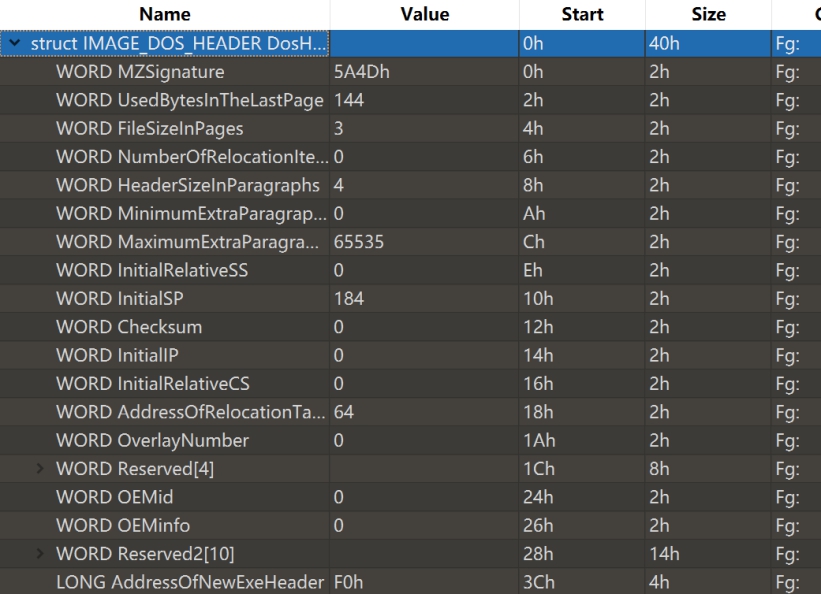 Name Value Start Size
struct IMAGE_DOS_HEADER DosH... 0h 40h Fg:
WORD MZSignature 5A4Dh 0h 2h Fg:
WORD UsedBytesInTheLastPage 144 2h 2h Fg:
WORD FileSizeInPages 3 4h 2h Fg:
WORD NumberOfRelocationIte... 0 6h 2h Fg:
WORD HeaderSizeInParagraphs 4 8h 2h Fg:
WORD MinimumExtraParagrap... 0 Ah 2h Fg:
WORD MaximumExtraParagra... 65535 Ch 2h Fg:
WORD InitialRelativeSS 0 Eh 2h Fg:
WORD InitialSP 184 10h 2h Fg:
WORD Checksum 0 12h 2h Fg:
WORD InitialIP 0 14h 2h Fg:
WORD InitialRelativeCS 0 16h 2h Fg:
WORD AddressOfRelocationTa... 64 18h 2h Fg:
WORD OverlayNumber 0 1Ah 2h Fg:
WORD Reserved[4] 1Ch 8h Fg:
WORD OEMid 0 24h 2h Fg:
WORD OEMinfo 0 26h 2h Fg:
WORD Reserved2[10] 28h 14h Fg:
LONG AddressOfNewExeHeader F0h 3Ch 4h Fg: